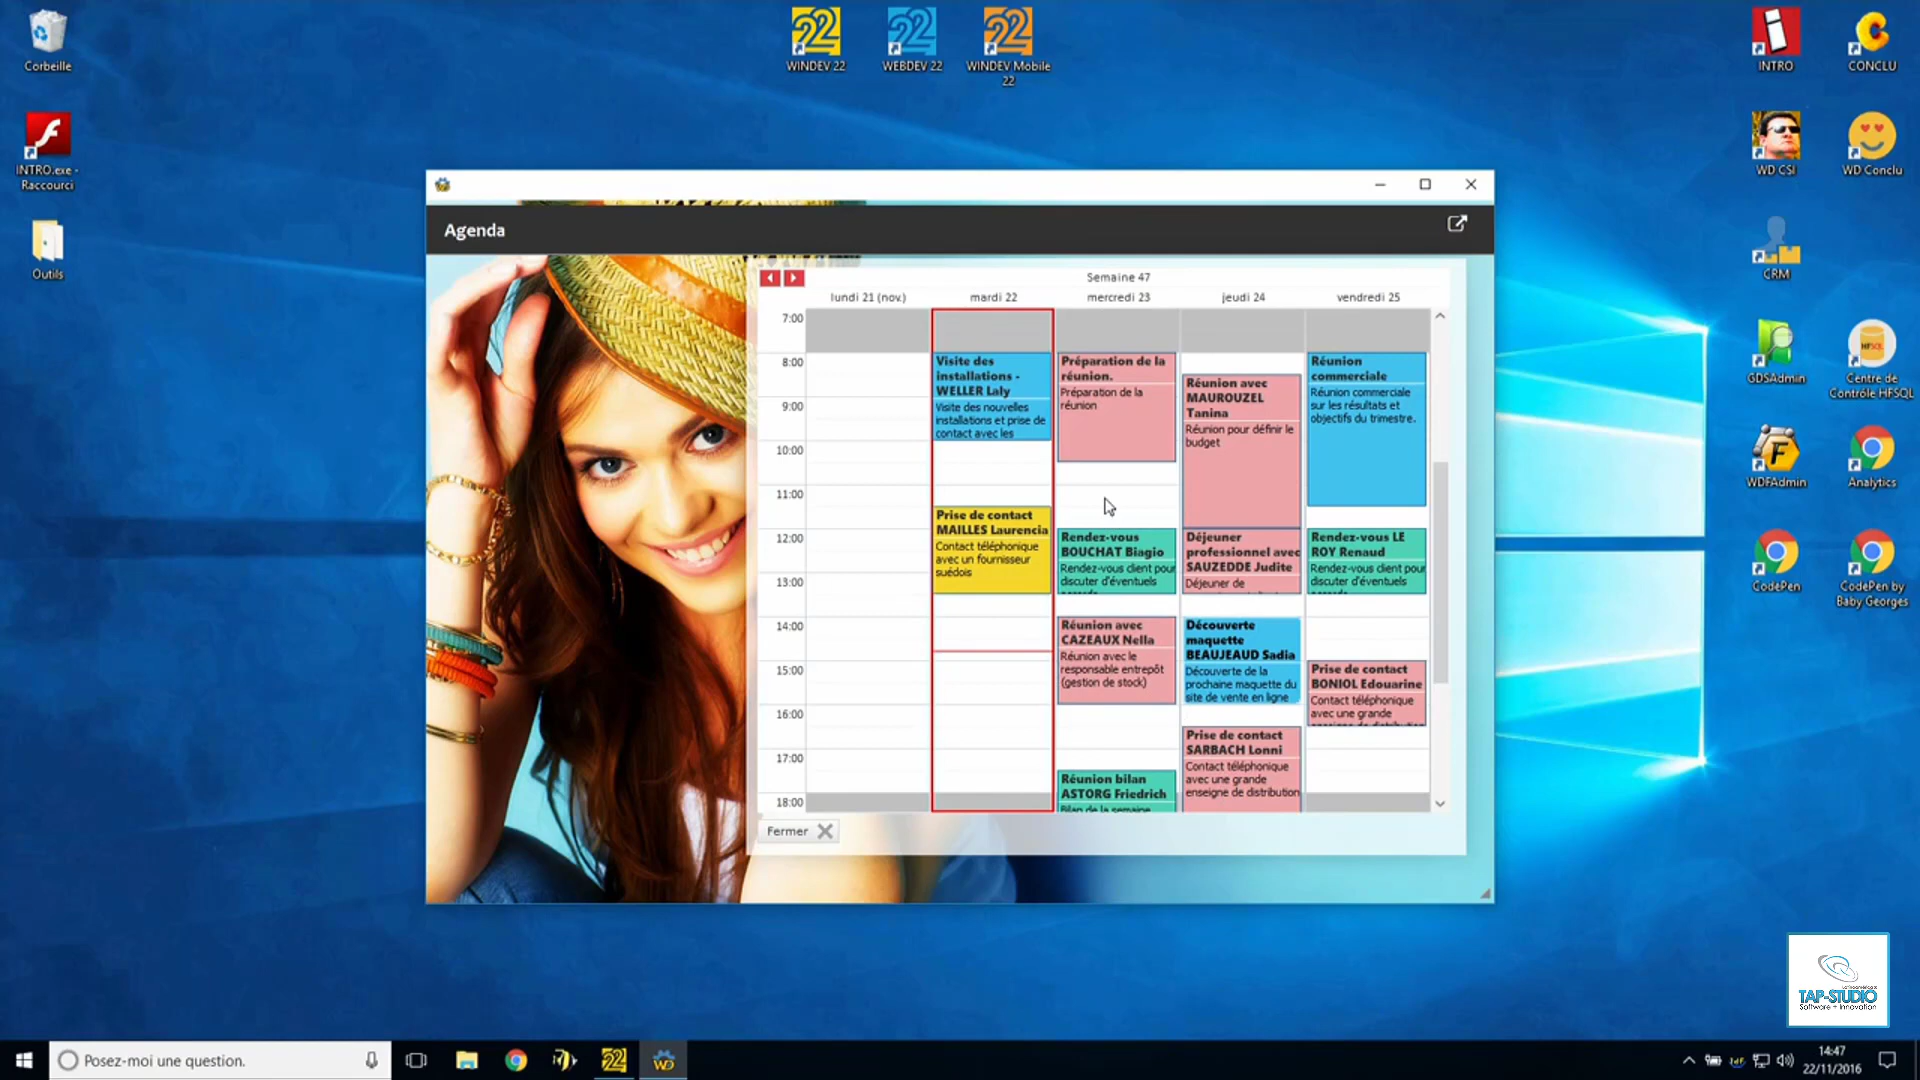 Corbeille
INTRO.exe -
Raccourci
Outils
WINDEV 22
WEBDEV 22
WINDEV Mobile
22
INTRO
CONCLU
WD CSI
WD Conclu
CRM
GDSAdmin
Centre de
Contrôle HFSQL
WDFAdmin
Analytics
CodePen
CodePen by
Baby Georges
Agenda
Semaine 47
lundi 21 (nov.)
mardi 22
mercredi 23
jeudi 24
vendredi 25
7:00
8:00
9:00
10:00
11:00
12:00
13:00
14:00
15:00
16:00
17:00
18:00
Visite des
installations -
WELLER Laly
Visite des nouvelles
installations et prise de
contact avec les
Prise de contact
MAILLES Laurencia
Contact téléphonique
avec un fournisseur
suédois
Préparation de la
réunion.
Préparation de la
réunion
Rendez-vous
BOUCHAT Biagio
Rendez-vous client pour
discuter d'éventuels
Réunion avec
CAZEAUX Nella
Réunion avec le
responsable entrepôt
(gestion de stock)
Réunion bilan
ASTORG Friedrich
Bilan de la semaine
Réunion avec
MAUROUZEL
Tanina
Réunion pour définir le
budget
Déjeuner
professionnel avec
SAUZEDDE Judite
Déjeuner de
Découverte
maquette
BEAUJEAUD Sadia
Découverte de la
prochaine maquette du
site de vente en ligne
Prise de contact
SARBACH Lonni
Contact téléphonique
avec une grande
enseigne de distribution
Réunion
commerciale
Réunion commerciale
sur les résultats et
objectifs du trimestre.
Rendez-vous LE
ROY Renaud
Rendez-vous client pour
discuter d'éventuels
Prise de contact
BONIOL Edouarine
Contact téléphonique
avec une grande
enseigne de distribution
Fermer
TAP-STUDIO
Software + Innovation
Posez-moi une question.
14:47
22/11/2016